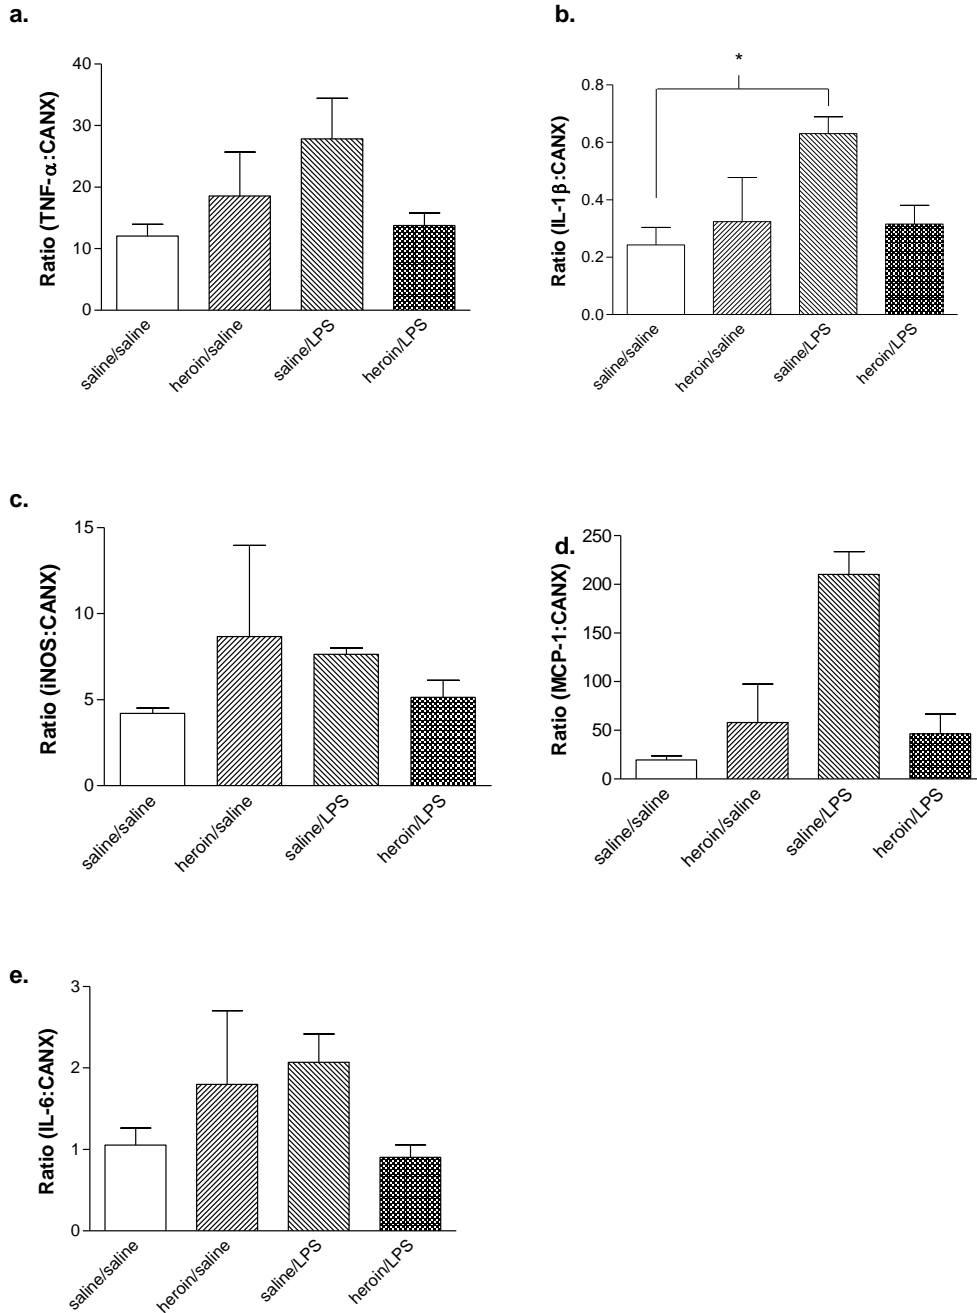 a.
Ratio (TNF-α:CANX)
40
30
20
10
0
saline/saline
heroin/saline
saline/LPS
heroin/LPS
b.
*
Ratio (IL-1β:CANX)
0.8
0.6
0.4
0.2
0.0
saline/saline
heroin/saline
saline/LPS
heroin/LPS
c.
Ratio (iNOS:CANX)
15
10
5
0
saline/saline
heroin/saline
saline/LPS
heroin/LPS
d.
Ratio (MCP-1:CANX)
250
200
150
100
50
0
saline/saline
heroin/saline
saline/LPS
heroin/LPS
e.
Ratio (IL-6:CANX)
3
2
1
0
saline/saline
heroin/saline
saline/LPS
heroin/LPS